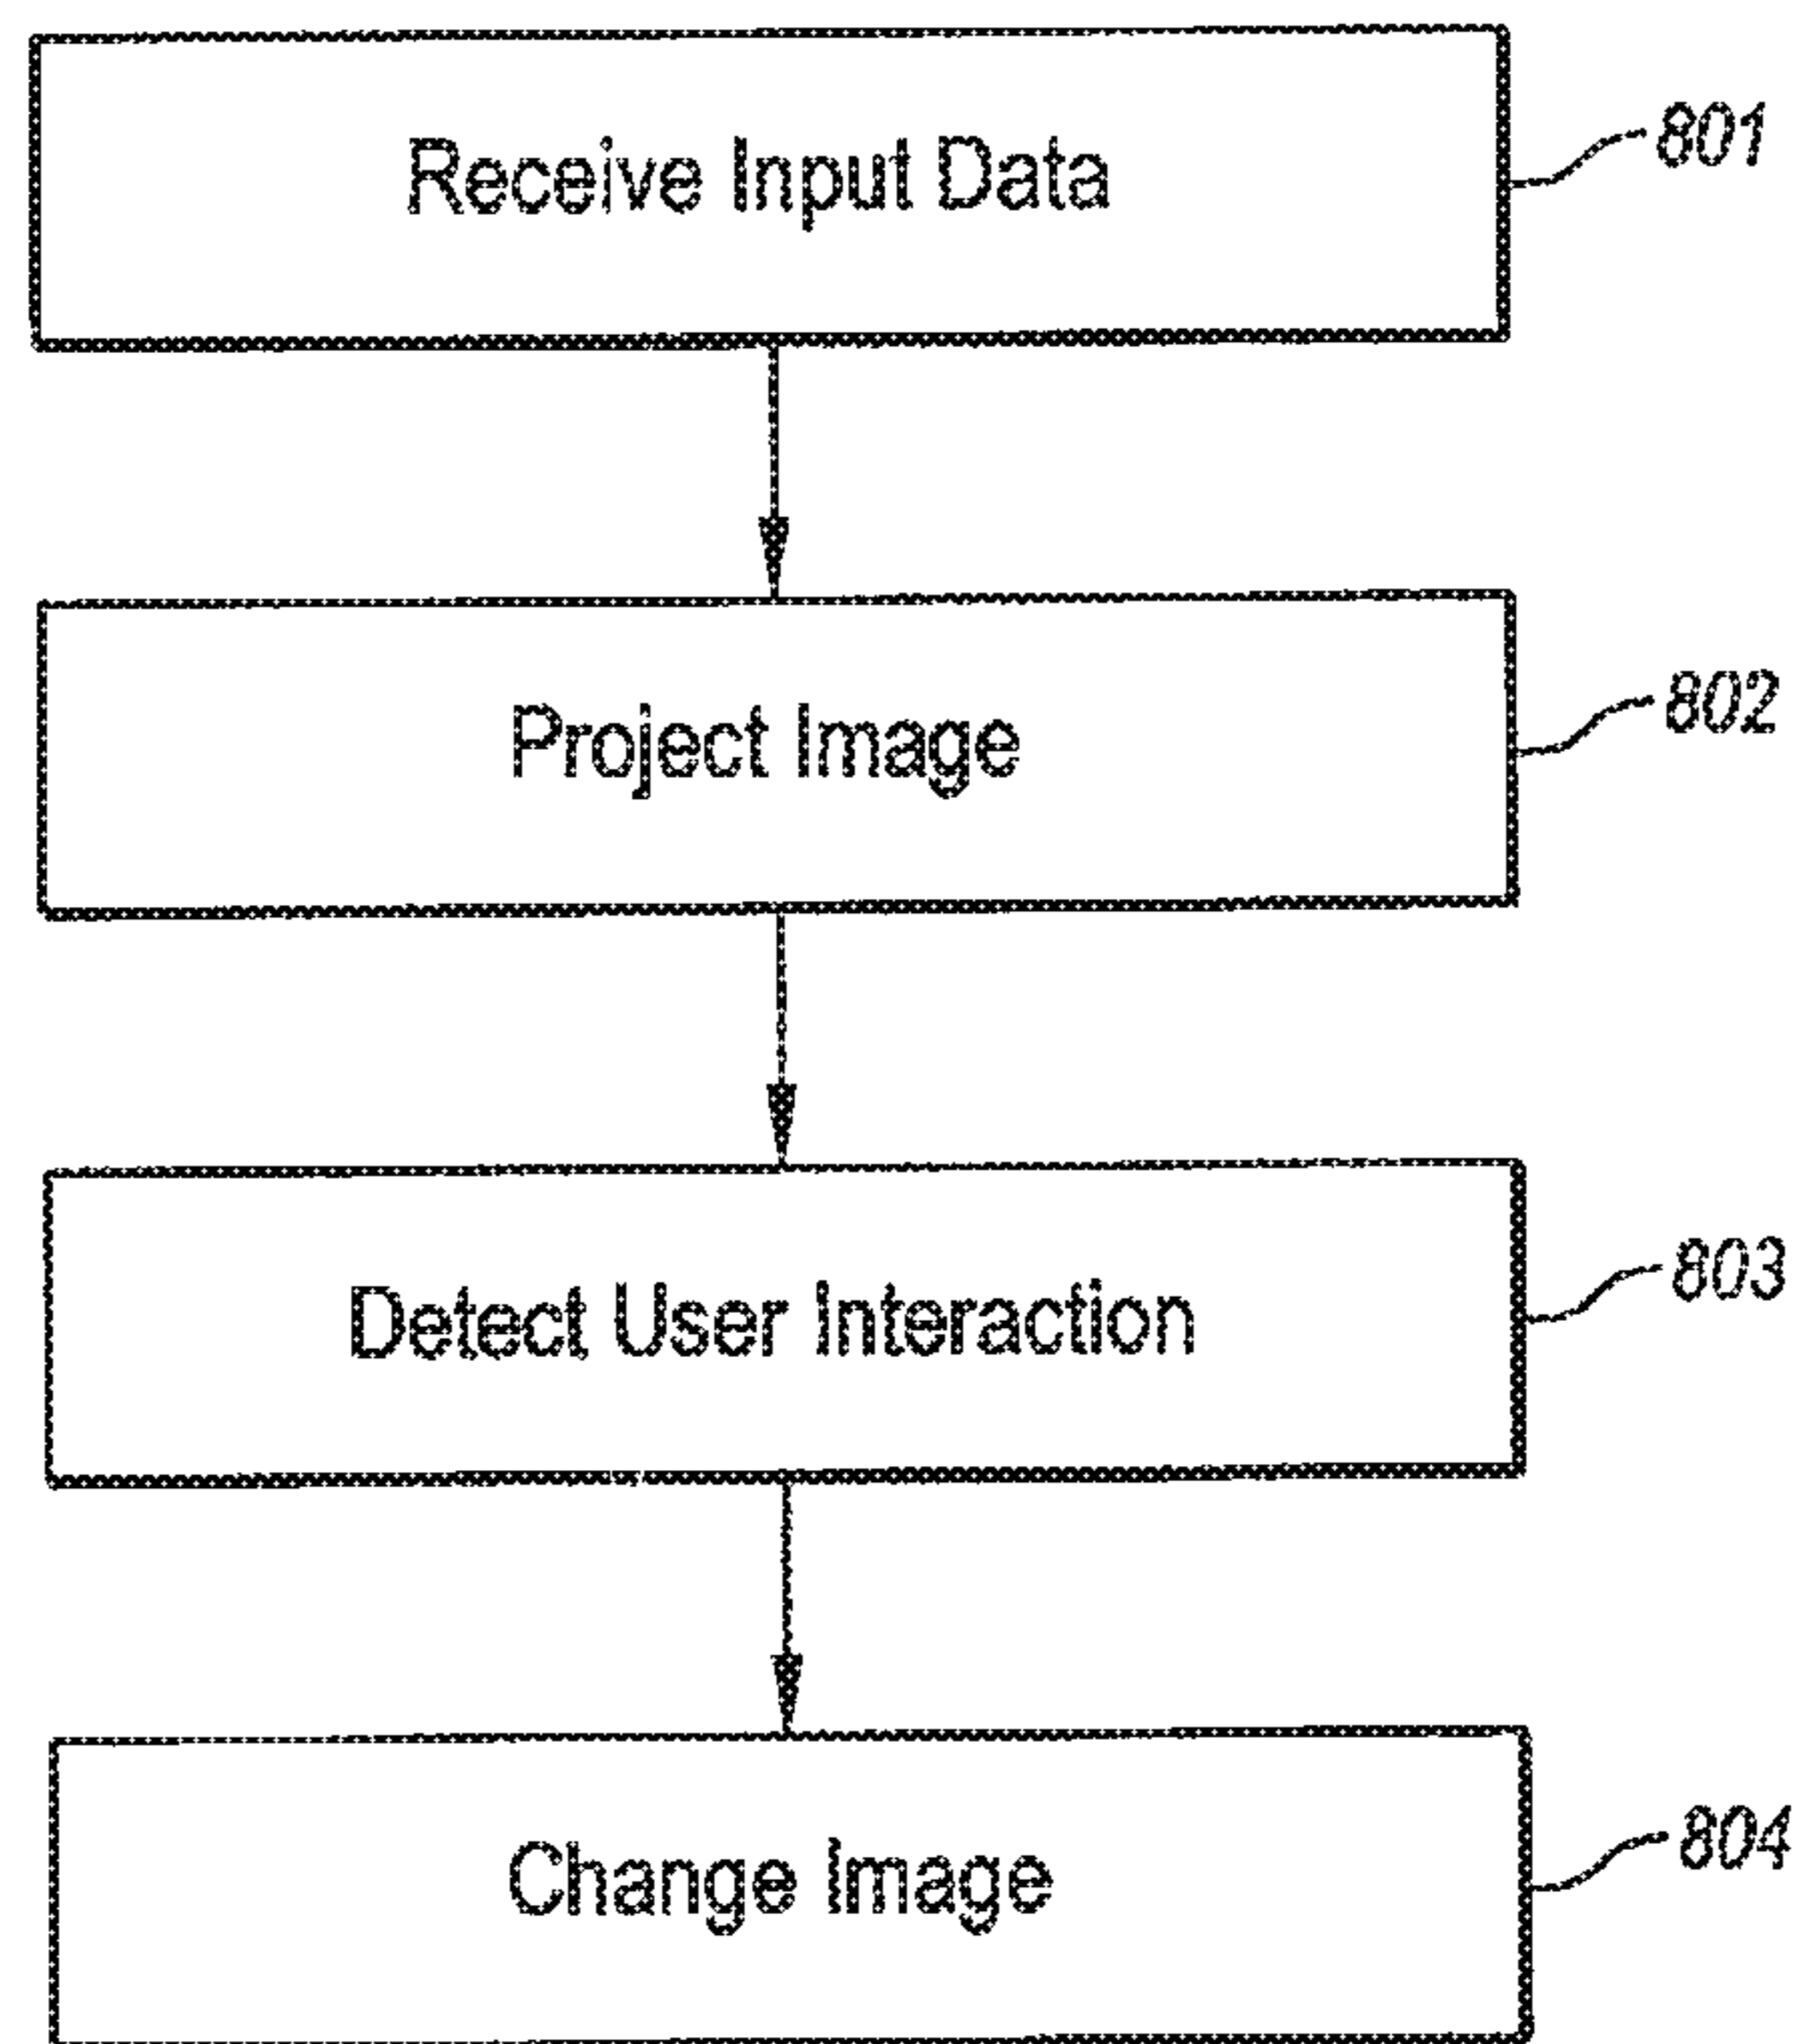 Receive Input Data
801
Project Image
802
Detect User Interaction
803
Change Image
804